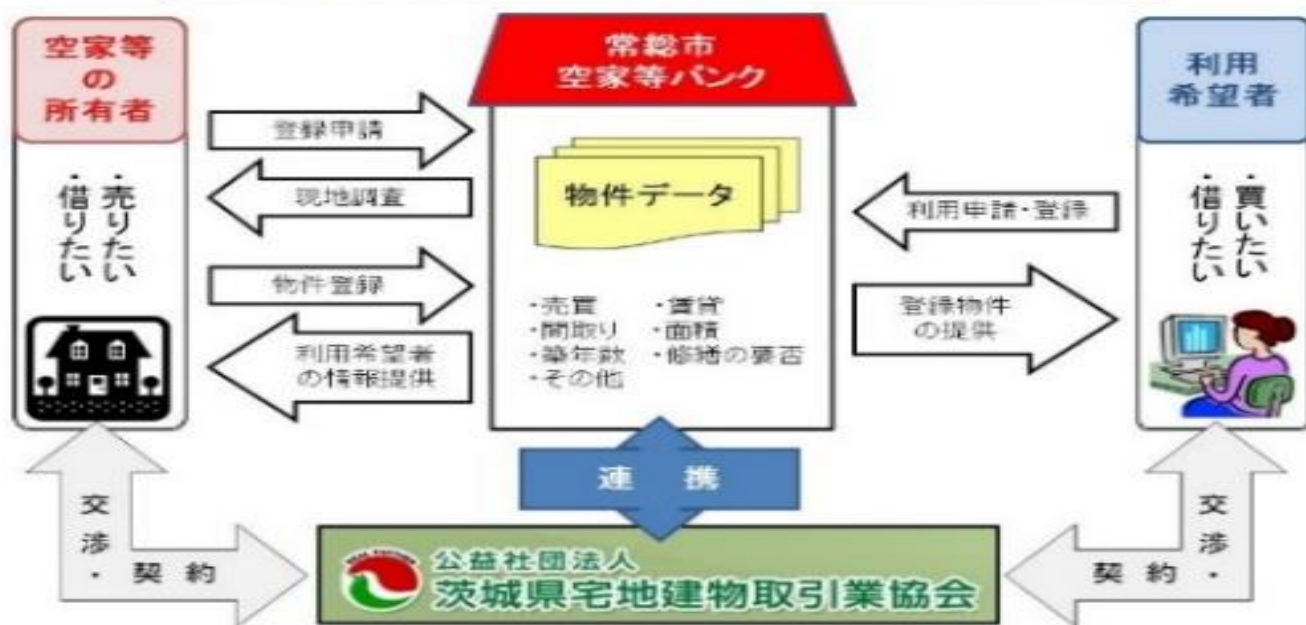 空家等
の
所有者
・売りたい
・借りたい
登録申請
現地調査
物件登録
利用希望者
の情報提供
常総市
空家等バンク
物件データ
・売買 ・賃貸
・間取り ・面積
・築年数 ・修繕の要否
・その他
利用申請・登録
登録物件
の提供
利用
希望者
・買いたい
・借りたい
連携
交渉・契約
公益社団法人
茨城県宅地建物取引業協会
交渉・契約